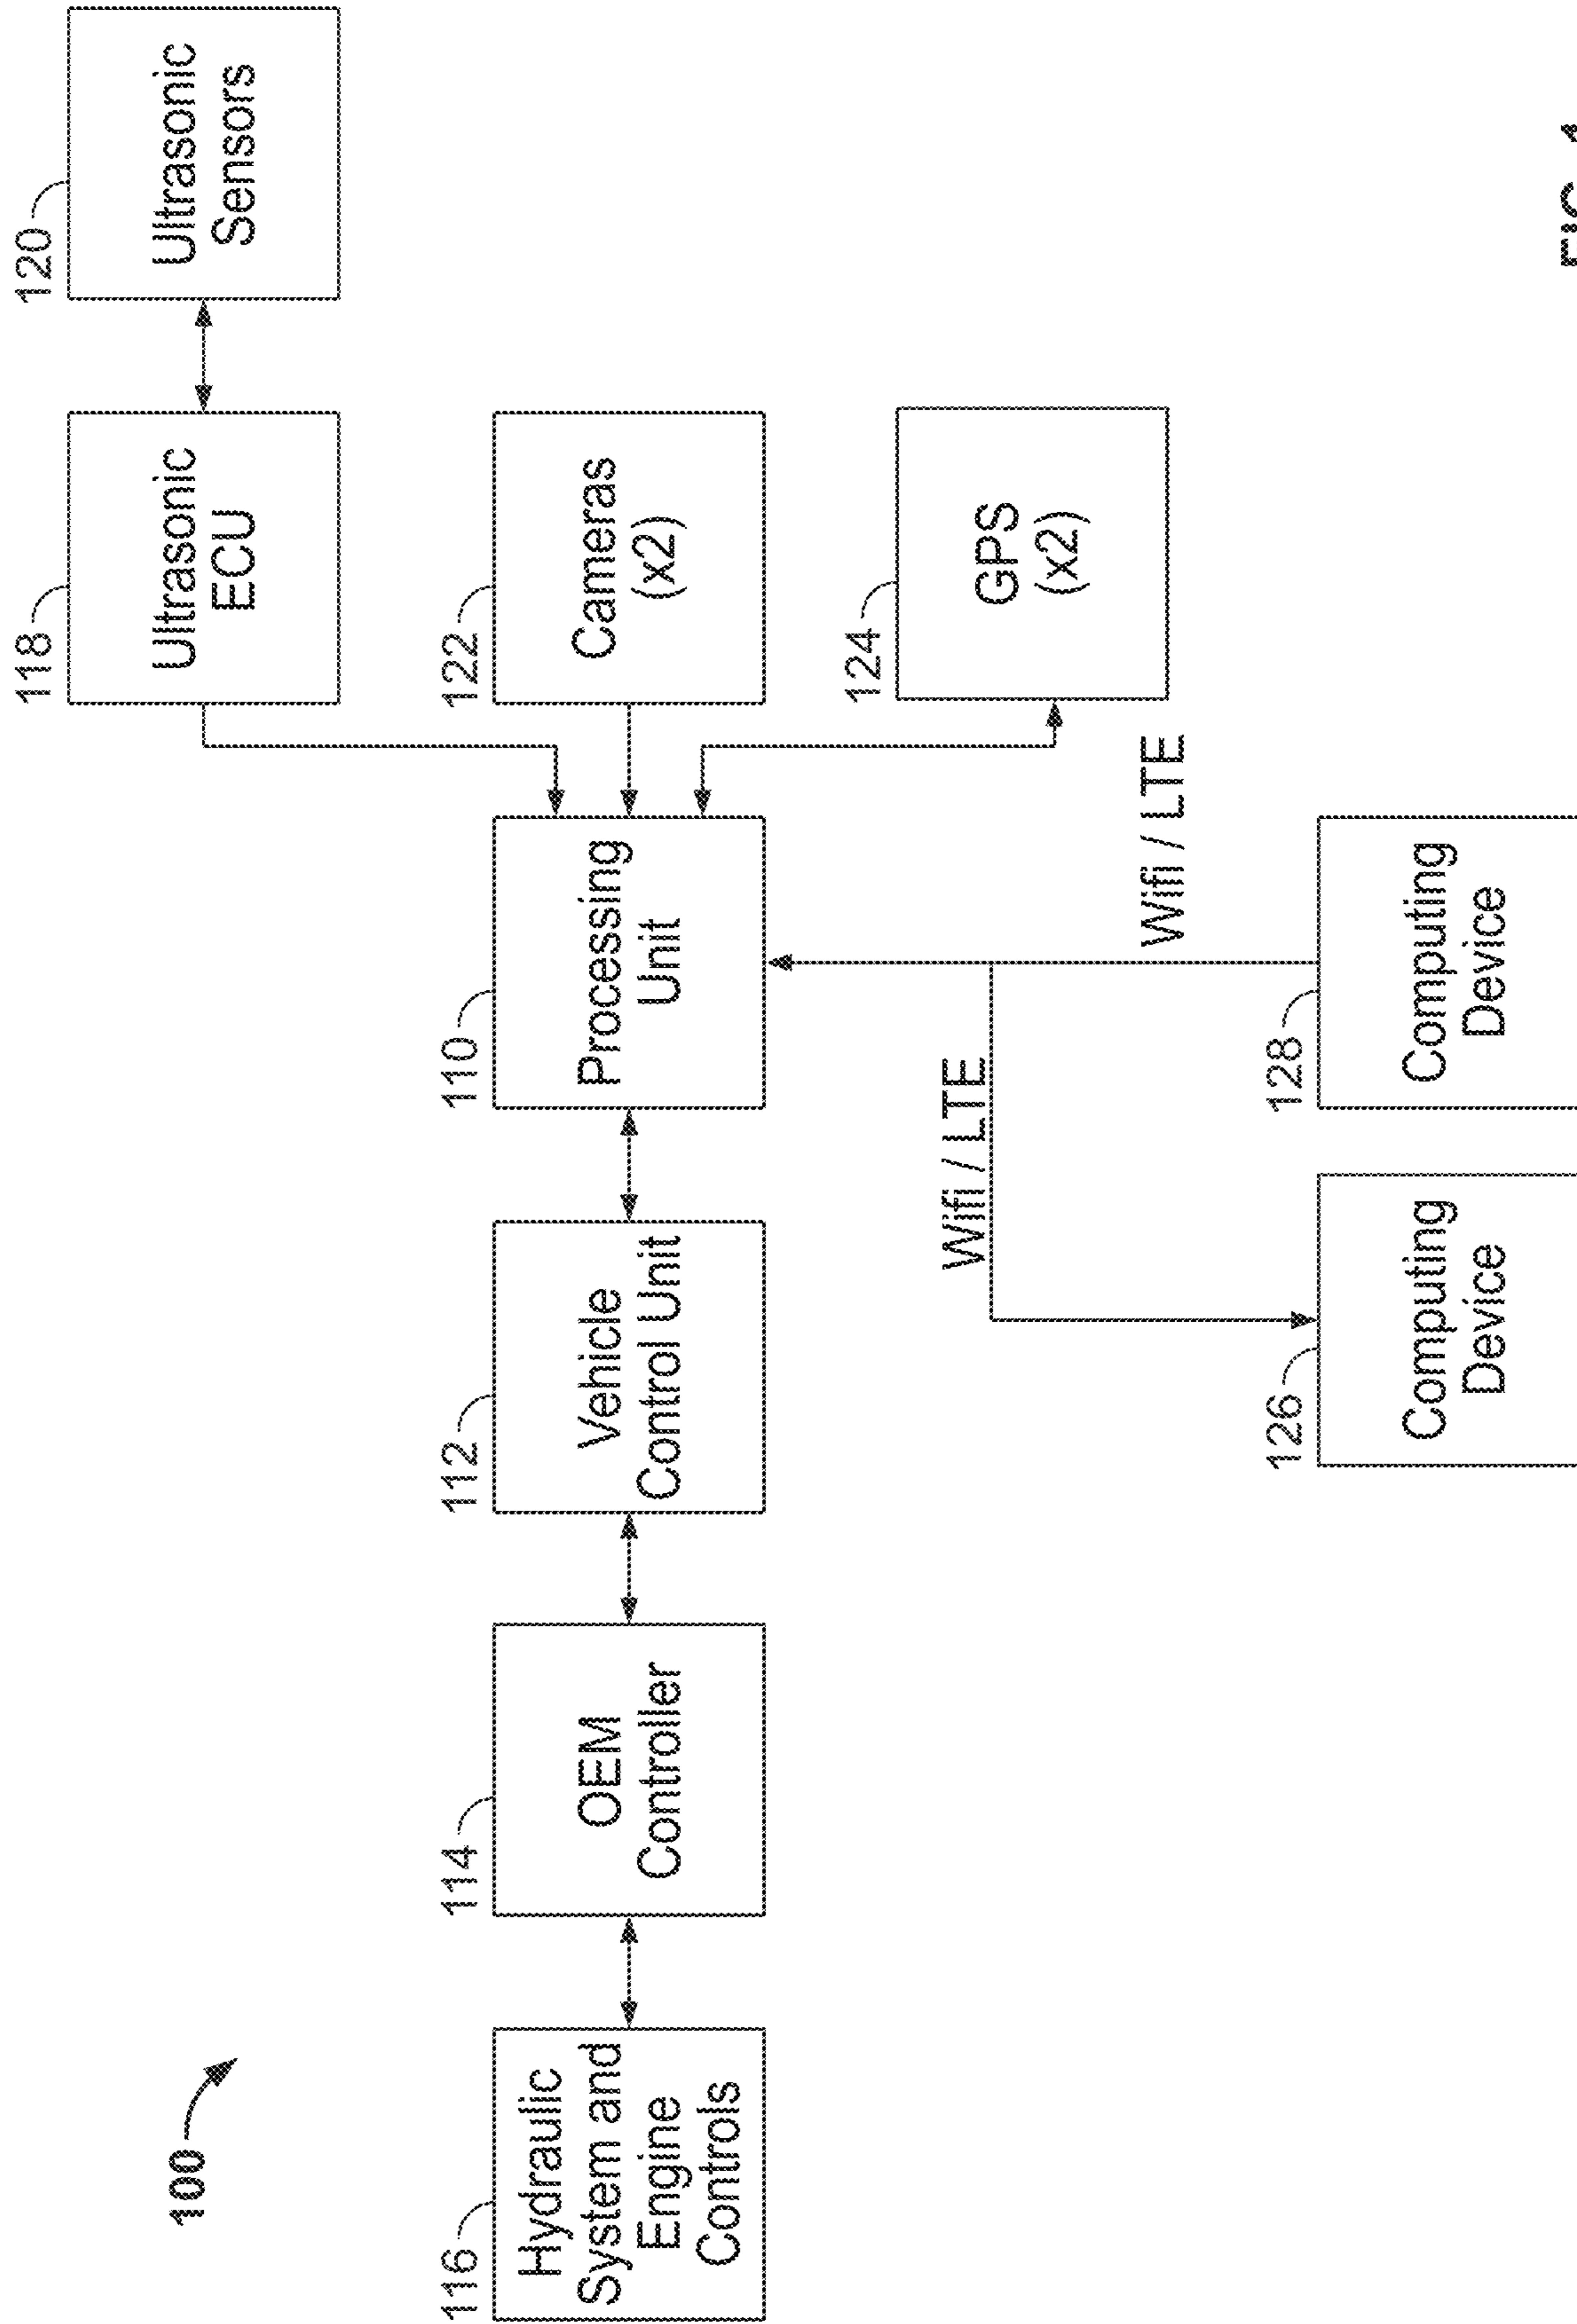 118
120
100
Ultrasonic
ECU
Ultrasonic
Sensors
116
Hydraulic
System and
Engine
Controls
114
OEM
Controller
112
Vehicle
Control Unit
110
Processing
Unit
122
Cameras
(x2)
124
GPS
(x2)
Wifi / LTE
Wifi / LTE
126
Computing
Device
128
Computing
Device